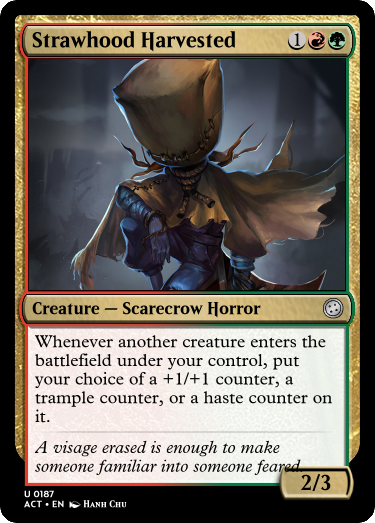 Strawhood Harvested 1
Creature — Scarecrow Horror
Whenever another creature enters the
battlefield under your control, put
your choice of a +1/+1 counter, a
trample counter, or a haste counter on
it.
A visage erased is enough to make
someone familiar into someone feared.
2/3
U 0187
ACT • EN Hanh Chu